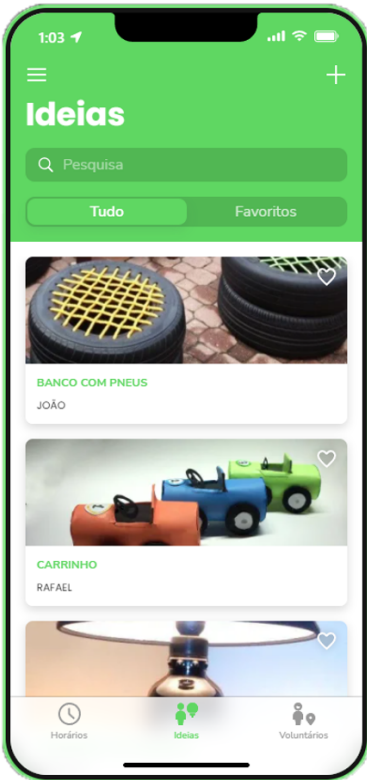 1:03
Ideias
Pesquisa
Tudo
Favoritos
BANCO COM PNEUS
JOÃO
CARRINHO
RAFAEL
Horários
Ideias
Voluntários